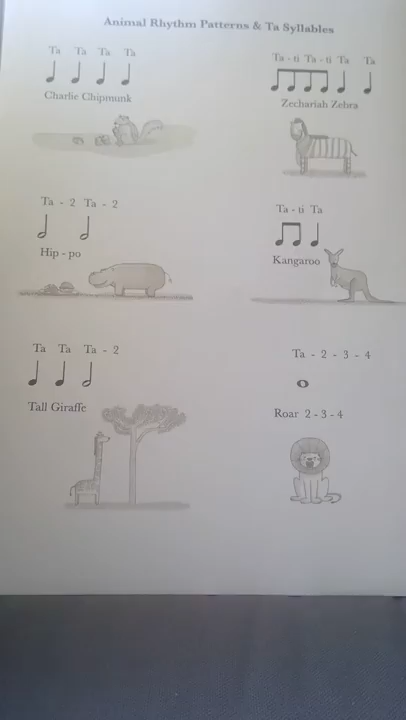 Animal Rhythm Patterns & Ta Syllables
Ta Ta Ta Ta
Charlie Chipmunk
Ta - ti Ta - ti Ta Ta
Zechariah Zebra
Ta - 2 Ta - 2
Hip - po
Ta - ti Ta
Kangaroo
Ta Ta Ta - 2
Tall Giraffe
Ta - 2 - 3 - 4
Roar 2 - 3 - 4